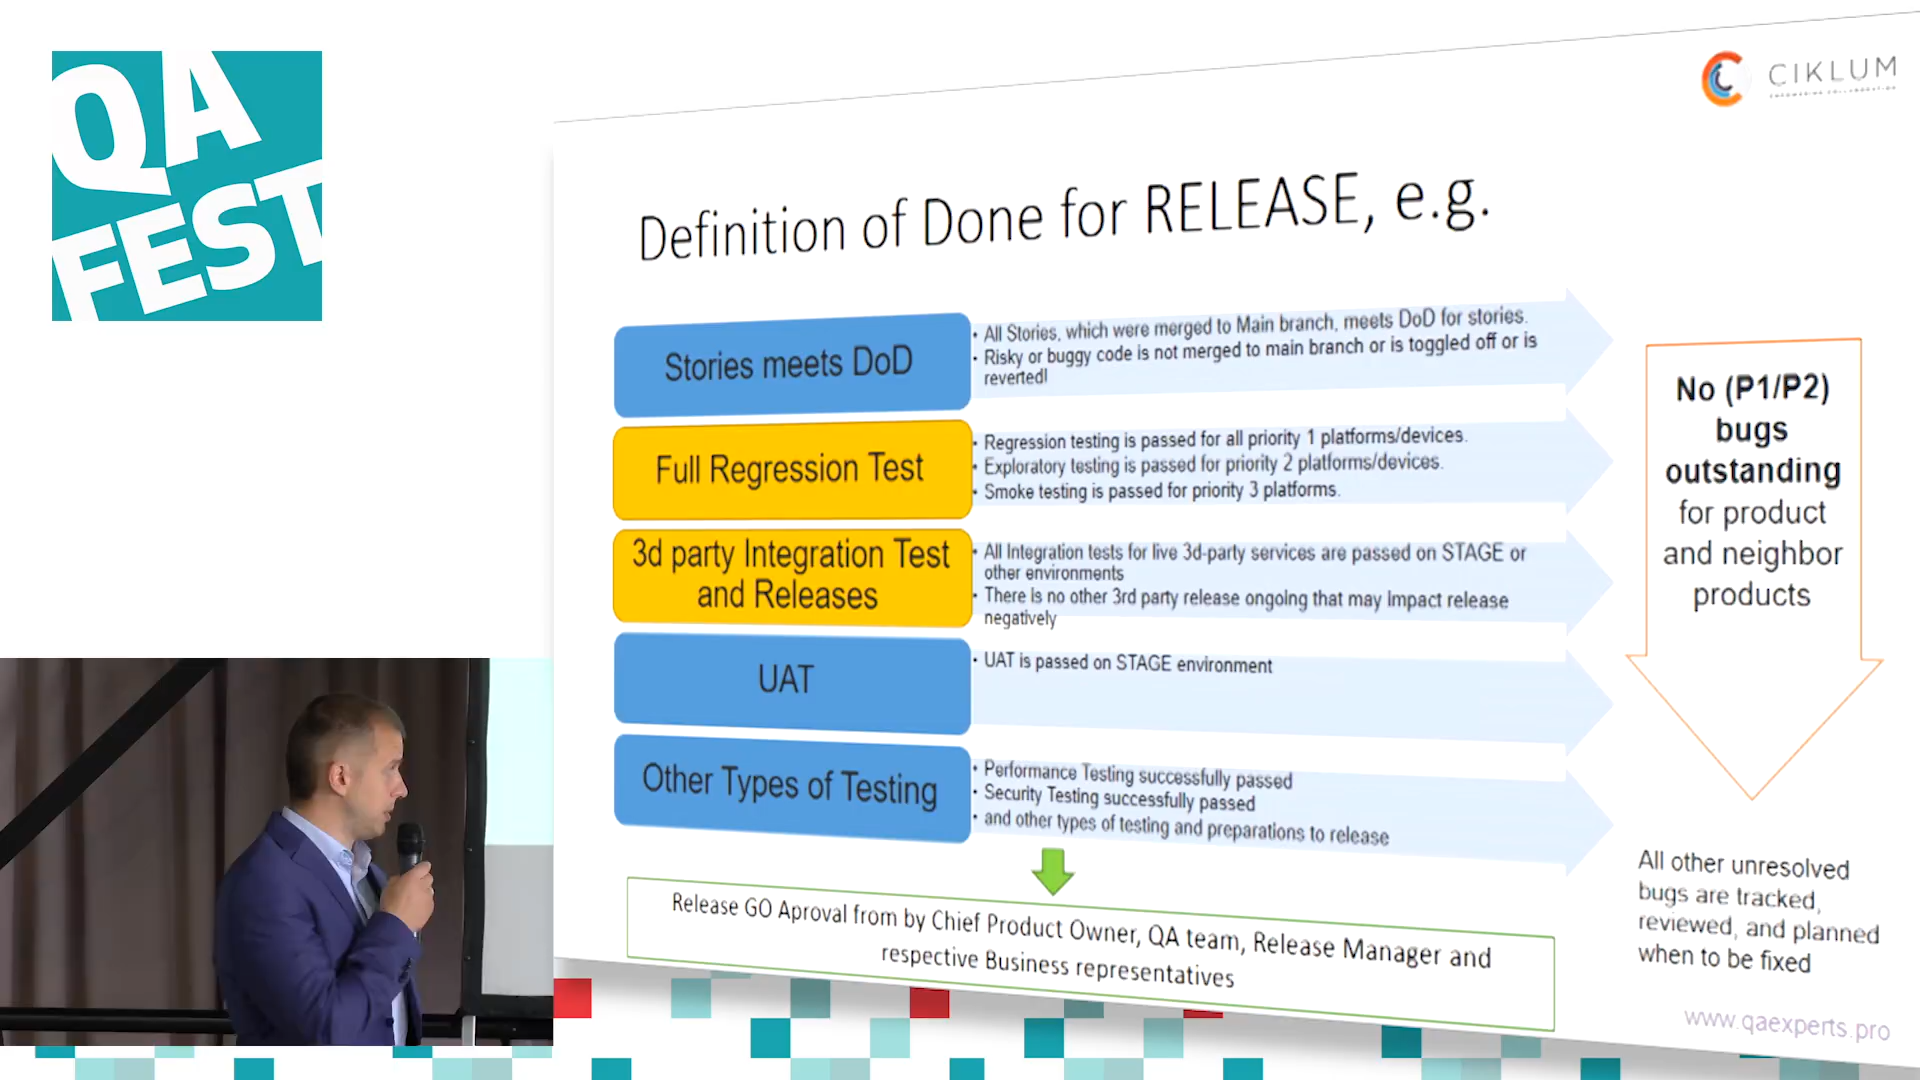 QA
FEST
CIKLUM
Definition of Done for RELEASE, e.g.
Stories meets DoD
• All Stories, which were merged to Main branch, meets DoD for stories.
• Risky or buggy code is not merged to main branch or is toggled off or is
reverted!
Full Regression Test
• Regression testing is passed for all priority 1 platforms/devices.
• Exploratory testing is passed for priority 2 platforms/devices.
• Smoke testing is passed for priority 3 platforms.
3d party Integration Test
and Releases
• All Integration tests for live 3d-party services are passed on STAGE or
other environments
• There is no other 3rd party release ongoing that may impact release
negatively
UAT
• UAT is passed on STAGE environment
Other Types of Testing
• Performance Testing successfully passed
• Security Testing successfully passed
• and other types of testing and preparations to release
Release GO Aproval from by Chief Product Owner, QA team, Release Manager and
respective Business representatives
No (P1/P2)
bugs
outstanding
for product
and neighbor
products
All other unresolved
bugs are tracked,
reviewed, and planned
when to be fixed
www.qaexperts.pro